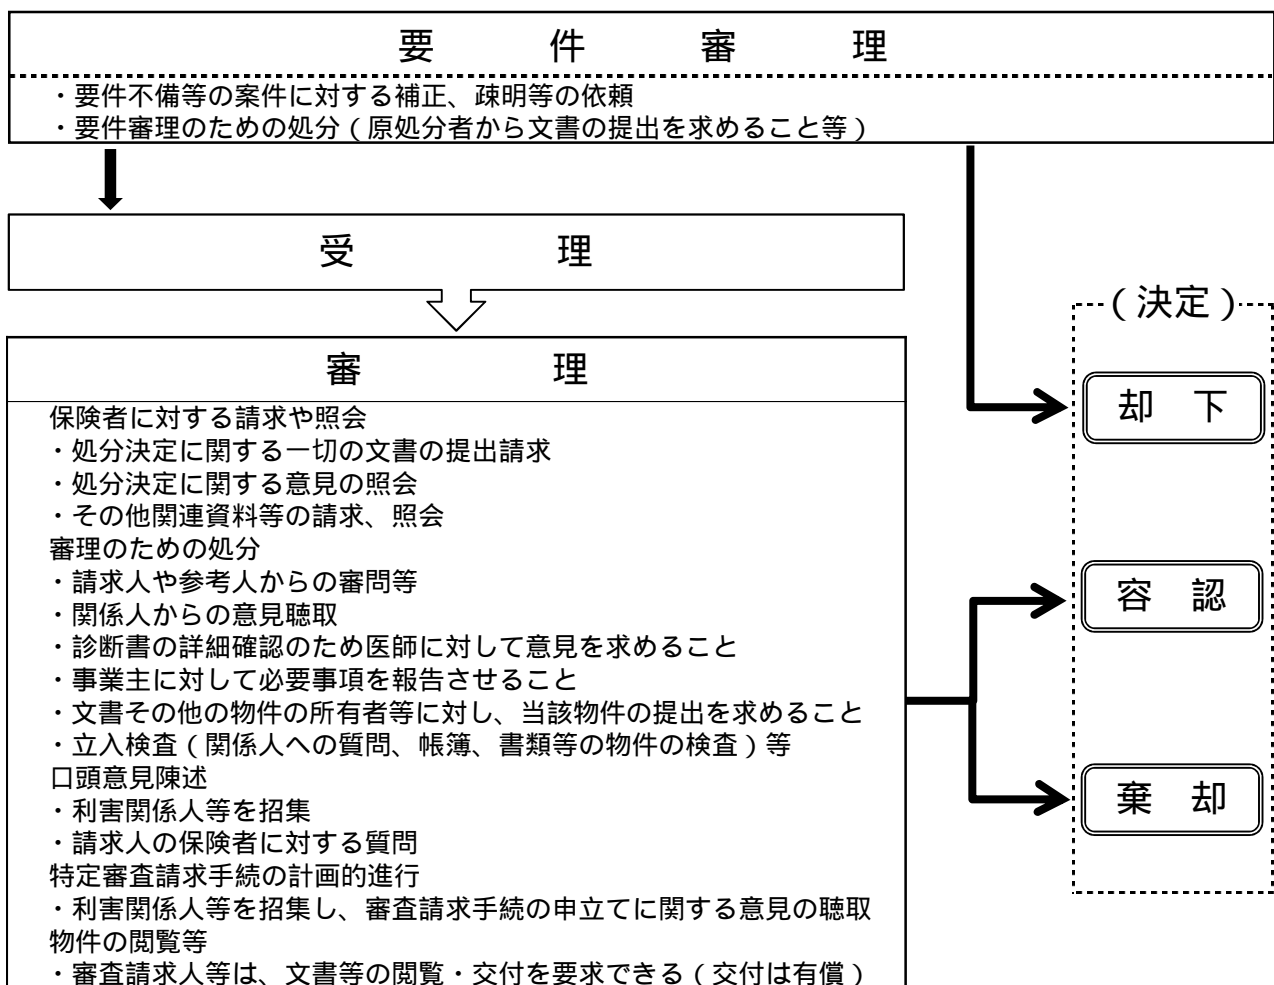 要件審理
・要件不備等の案件に対する補正、疎明等の依頼
・要件審理のための処分（原処分者から文書の提出を求めること等）
受理
審理
保険者に対する請求や照会
・処分決定に関する一切の文書の提出請求
・処分決定に関する意見の照会
・その他関連資料等の請求、照会
審理のための処分
・請求人や参考人からの審問等
・関係人からの意見聴取
・診断書の詳細確認のため医師に対して意見を求めること
・事業主に対して必要事項を報告させること
・文書その他の物件の所有者等に対し、当該物件の提出を求めること
・立入検査（関係人への質問、帳簿、書類等の物件の検査）等
口頭意見陳述
・利害関係人等を招集
・請求人の保険者に対する質問
特定審査請求手続の計画的進行
・利害関係人等を招集し、審査請求手続の申立てに関する意見の聴取
物件の閲覧等
・審査請求人等は、文書等の閲覧・交付を要求できる（交付は有償）
（決定）
却下
容認
棄却